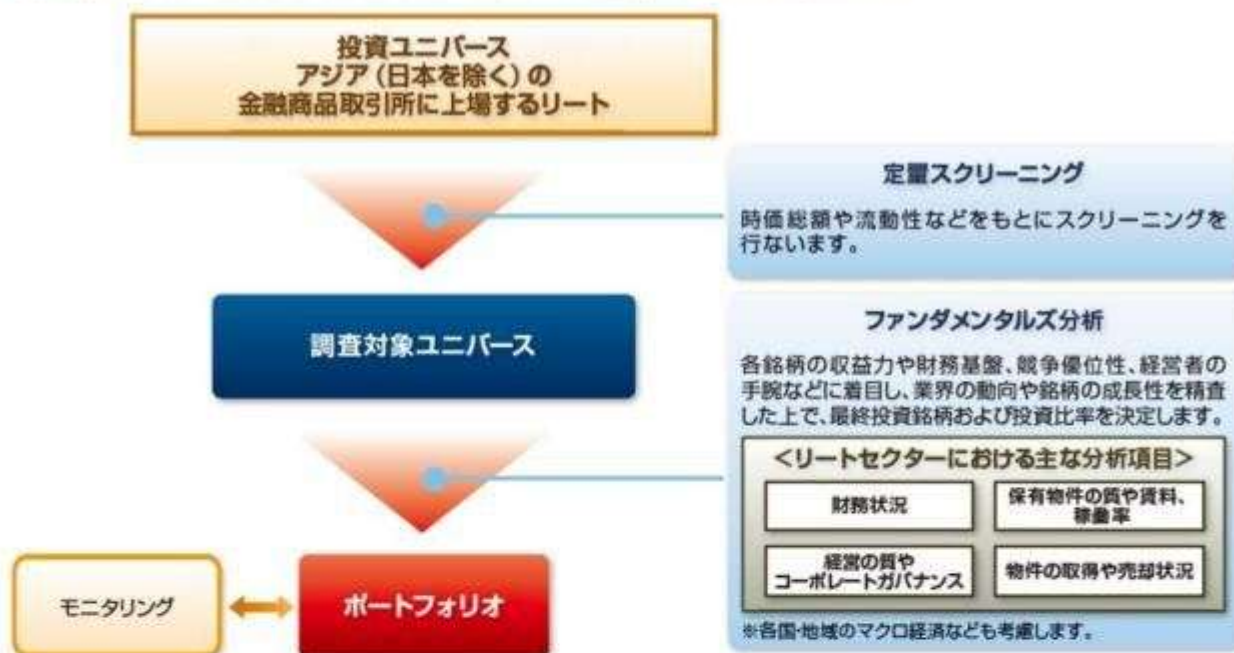 投資ユニバース
アジア（日本を除く）の
金融商品取引所に上場するリート
定量スクリーニング
時価総額や流動性などをもとにスクリーニングを
行ないます。
調査対象ユニバース
ファンダメンタルズ分析
各銘柄の収益力や財務基盤、競争優位性、経営者の
手腕などに着目し、業界の動向や銘柄の成長性を精査
した上で、最終投資銘柄および投資比率を決定します。
＜リートセクターにおける主な分析項目＞
財務状況
保有物件の質や賃料、
稼働率
経営の質や
コーポレートガバナンス
物件の取得や売却状況
※各国・地域のマクロ経済なども考慮します。
モニタリング
ポートフォリオ